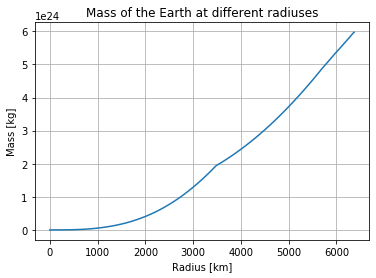 Mass of the Earth at different radiuses
1e24
6
5
4
3
2
1
0
Mass [kg]
0 1000 2000 3000 4000 5000 6000
Radius [km]